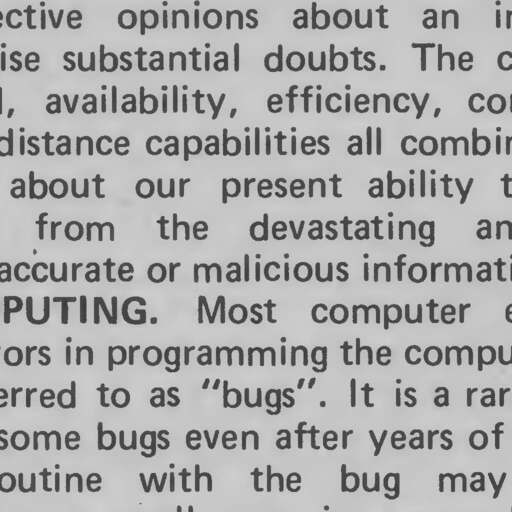 ective opinions about an in
ise substantial doubts. The c
l, availability, efficiency, co
distance capabilities all combin
about our present ability t
from the devastating an
accurate or malicious informati
PUTING. Most computer e
ors in programming the compu
erred to as "bugs". It is a rar
some bugs even after years of
outine with the bug may